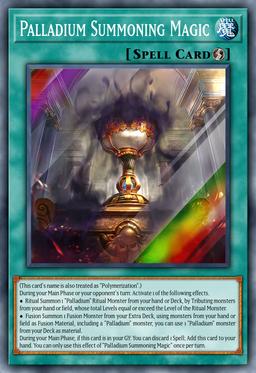 PALLADIUM SUMMONING MAGIC
[SPELL CARD]
(This card's name is also treated as "Polymerization".)
During your Main Phase or your opponent's turn: Activate 1 of the following effects.
● Ritual Summon 1 "Palladium" Ritual Monster from your hand or Deck, by Tributing monsters
from your hand or field, whose total Levels equal or exceed the Level of the Ritual Monster.
● Fusion Summon 1 Fusion Monster from your Extra Deck, using monsters from your hand or
field as Fusion Material, including a "Palladium" monster, you can use 1 "Palladium" monster
from your Deck as material.
During your Main Phase, if this card is in your GY: You can discard 1 Spell; Add this card to your
hand. You can only use this effect of "Palladium Summoning Magic" once per turn.